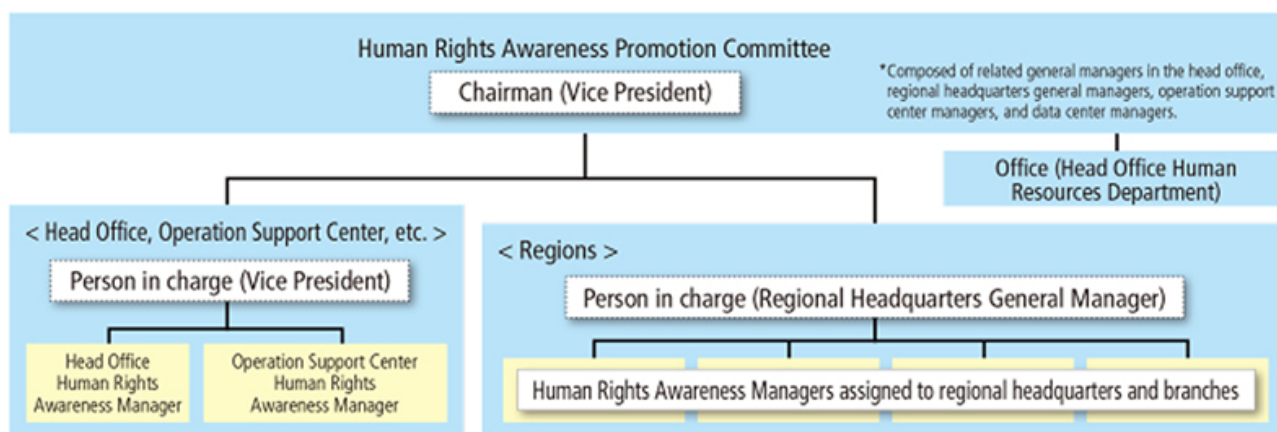 Human Rights Awareness Promotion Committee
Chairman (Vice President)
*Composed of related general managers in the head office,
regional headquarters general managers, operation support
center managers, and data center managers.
Office (Head Office Human
Resources Department)
< Head Office, Operation Support Center, etc. >
Person in charge (Vice President)
Head Office
Human Rights
Awareness Manager
Operation Support Center
Human Rights
Awareness Manager
< Regions >
Person in charge (Regional Headquarters General Manager)
Human Rights Awareness Managers assigned to regional headquarters and branches